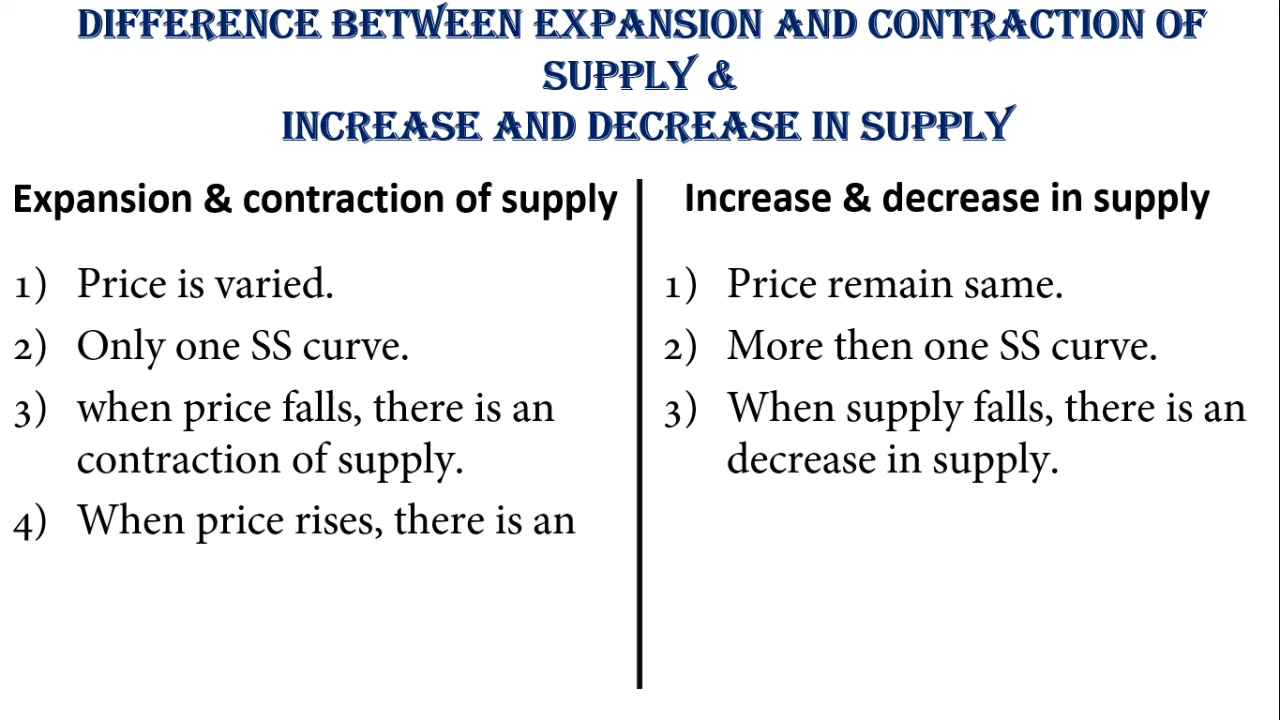 DIFFERENCE BETWEEN EXPANSION AND CONTRACTION OF
SUPPLY &
INCREASE AND DECREASE IN SUPPLY
Expansion & contraction of supply
1) Price is varied.
2) Only one SS curve.
3) when price falls, there is an
contraction of supply.
4) When price rises, there is an
Increase & decrease in supply
1) Price remain same.
2) More then one SS curve.
3) When supply falls, there is an
decrease in supply.